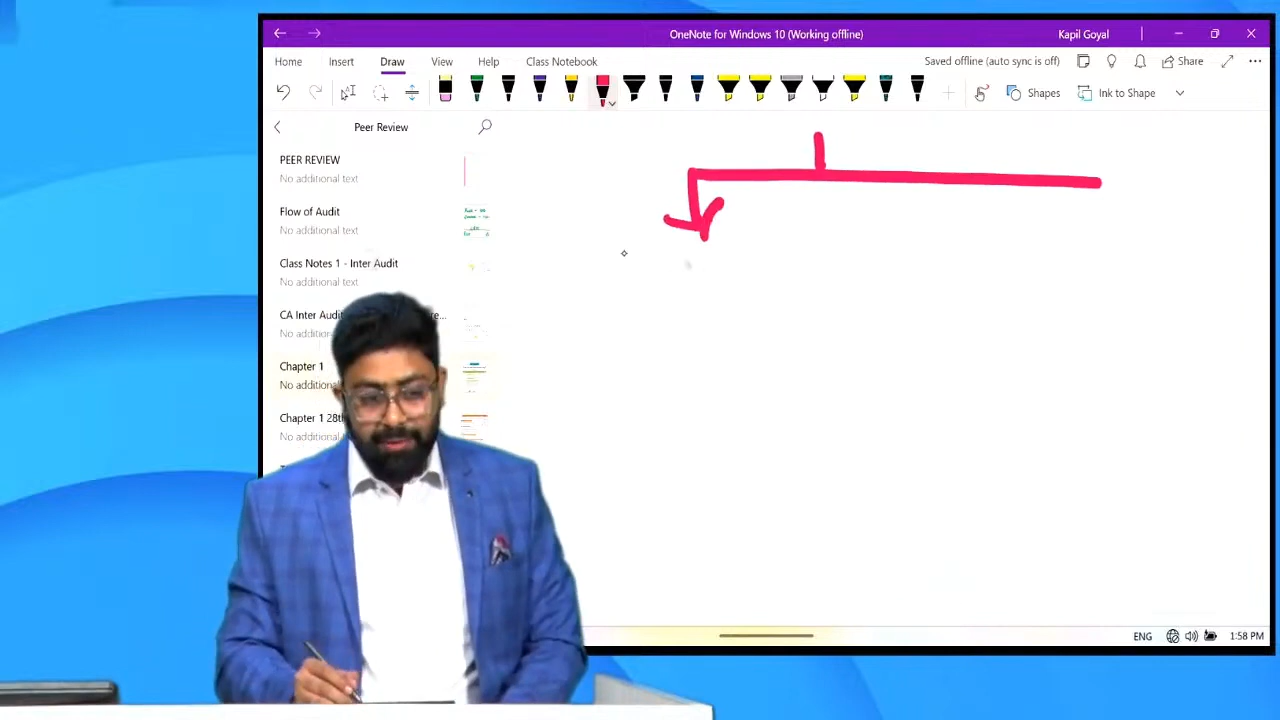 OneNote for Windows 10 (Working offline)
Kapil Goyal
Home Insert Draw View Help Class Notebook
Saved offline (auto sync is off)
Share
Shapes
Ink to Shape
Peer Review
PEER REVIEW
No additional text
Flow of Audit
No additional text
Class Notes 1 - Inter Audit
No additional text
CA Inter Audit
No additional
Chapter 1
No additional
Chapter 1 28th
No additional
ENG
1:58 PM